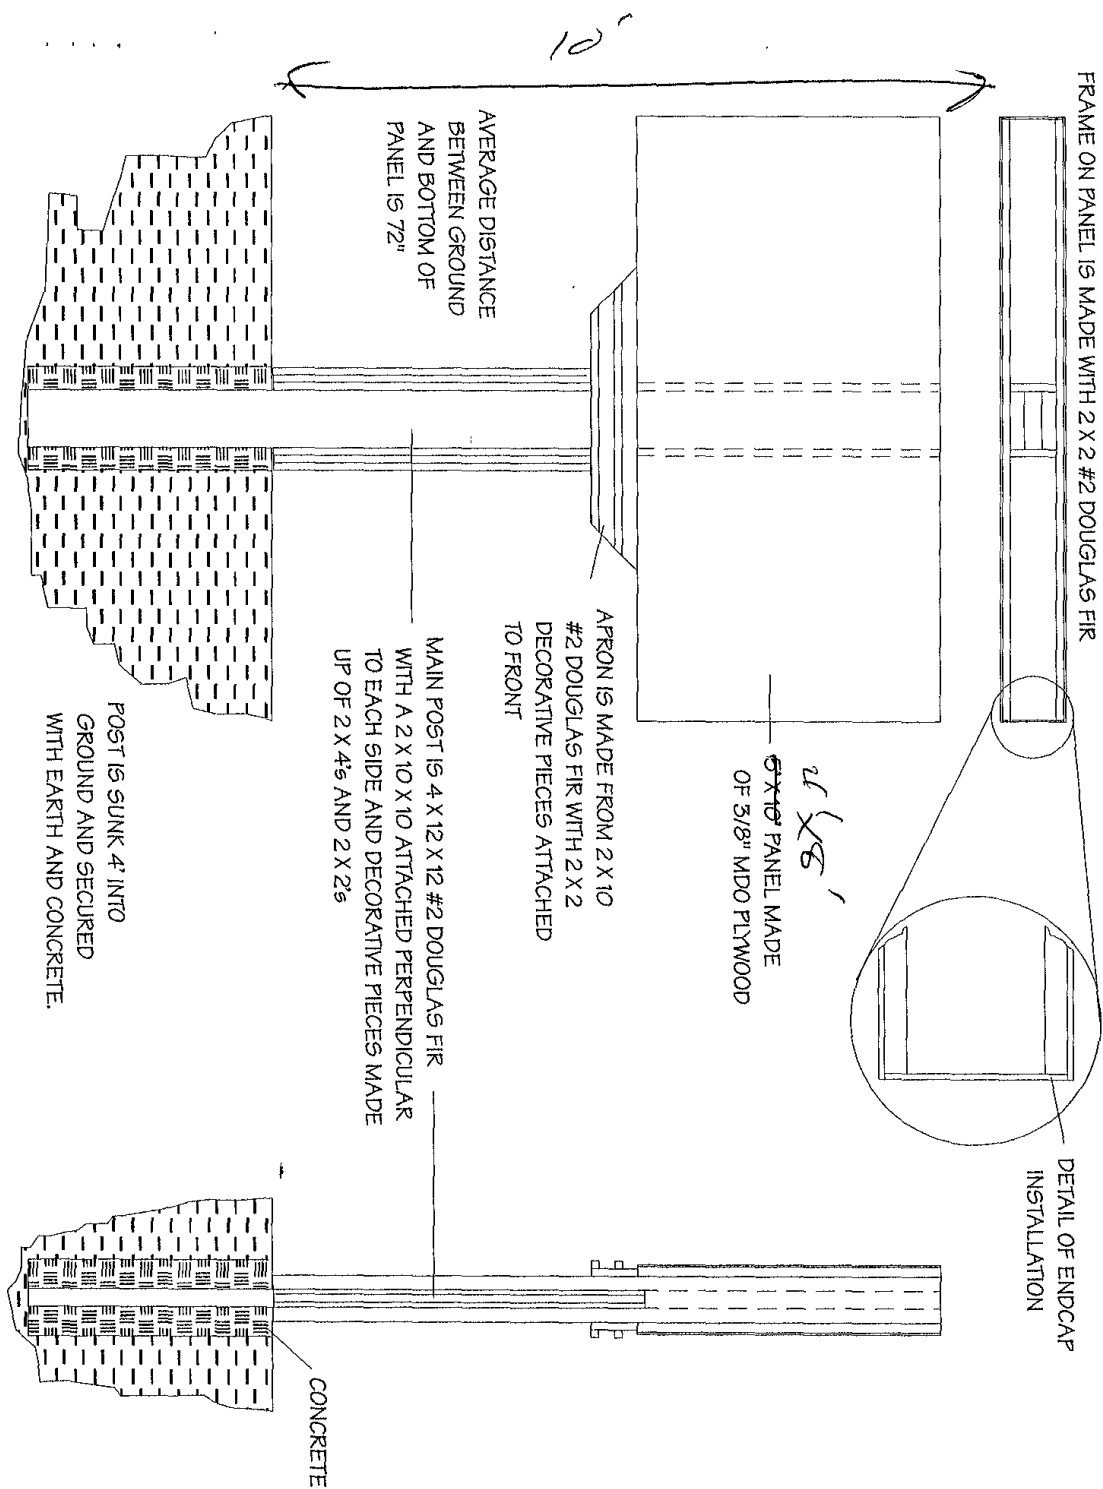 FRAME ON PANEL IS MADE WITH 2 X 2 #2 DOUGLAS FIR
10'
DETAIL OF ENDCAP
INSTALLATION
4' X 8'
5' X 10' PANEL MADE
OF 3/8" MDO PLYWOOD
APRON IS MADE FROM 2 X 10
#2 DOUGLAS FIR WITH 2 X 2
DECORATIVE PIECES ATTACHED
TO FRONT
AVERAGE DISTANCE
BETWEEN GROUND
AND BOTTOM OF
PANEL IS 72"
MAIN POST IS 4 X 12 X 12 #2 DOUGLAS FIR
WITH A 2 X 10 X 10 ATTACHED PERPENDICULAR
TO EACH SIDE AND DECORATIVE PIECES MADE
UP OF 2 X 4's AND 2 X 2's
CONCRETE
POST IS SUNK 4' INTO
GROUND AND SECURED
WITH EARTH AND CONCRETE.